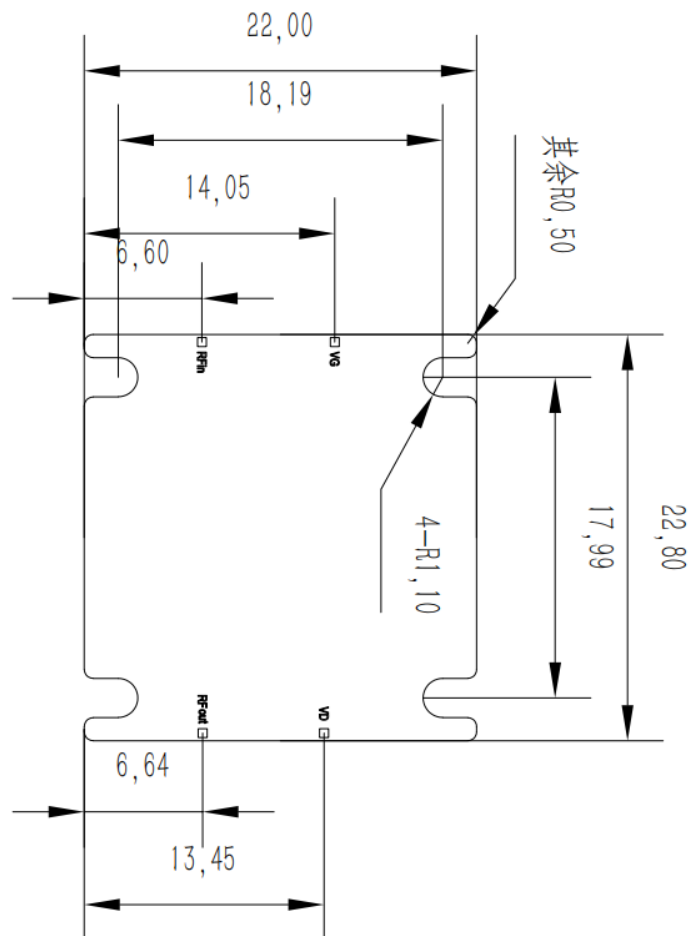 22,00
18,19
14,05
6,60
其余R0,50
RFin
VG
4-R1,10
17,99
22,80
RFout
VD
6,64
13,45